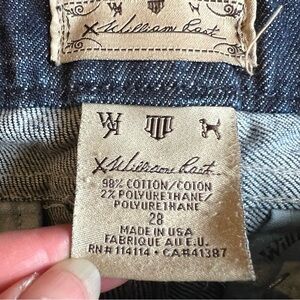 W
X William Rast
W
X William Rast
98% COTTON/COTON
2% POLYURETHANE/
POLYURETHANE
28
MADE IN USA
FABRIQUE AU E.U.
RN# 114114 • CA#41387